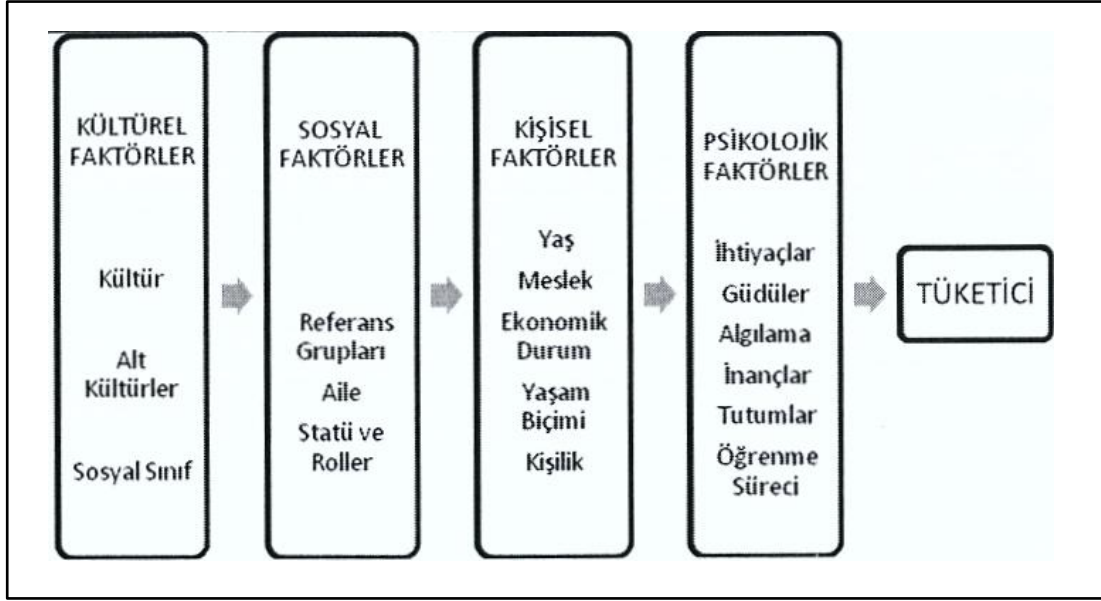 KÜLTÜREL
FAKTÖRLER
Kültür
Alt
Kültürler
Sosyal Sınıf
SOSYAL
FAKTÖRLER
Referans
Grupları
Aile
Statü ve
Roller
KİŞİSEL
FAKTÖRLER
Yaş
Meslek
Ekonomik
Durum
Yaşam
Biçimi
Kişilik
PSİKOLOJİK
FAKTÖRLER
İhtiyaçlar
Güdüler
Algılama
İnançlar
Tutumlar
Öğrenme
Süreci
TÜKETİCİ